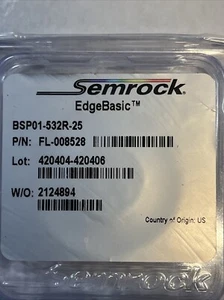 Semrock
EdgeBasic™
BSP01-532R-25
P/N: FL-008528
Lot: 420404-420406
W/O: 2124894
Country of Origin: US